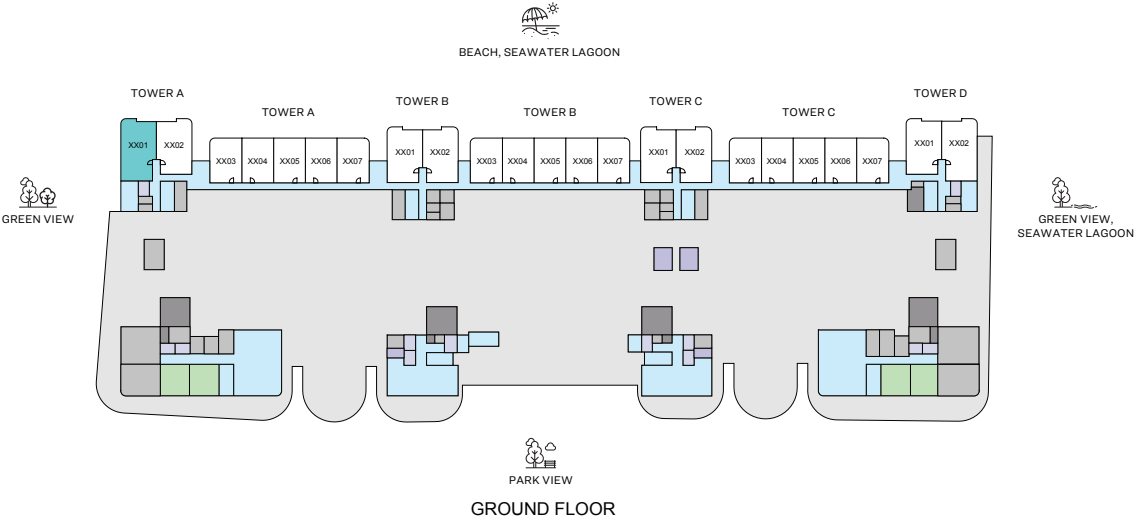 BEACH, SEAWATER LAGOON
TOWER A
TOWER A
TOWER B
TOWER B
TOWER C
TOWER C
TOWER D
XX01 XX02
XX03 XX04 XX05 XX06 XX07
XX01 XX02
XX03 XX04 XX05 XX06 XX07
XX01 XX02
XX03 XX04 XX05 XX06 XX07
XX01 XX02
GREEN VIEW
GREEN VIEW,
SEAWATER LAGOON
PARK VIEW
GROUND FLOOR